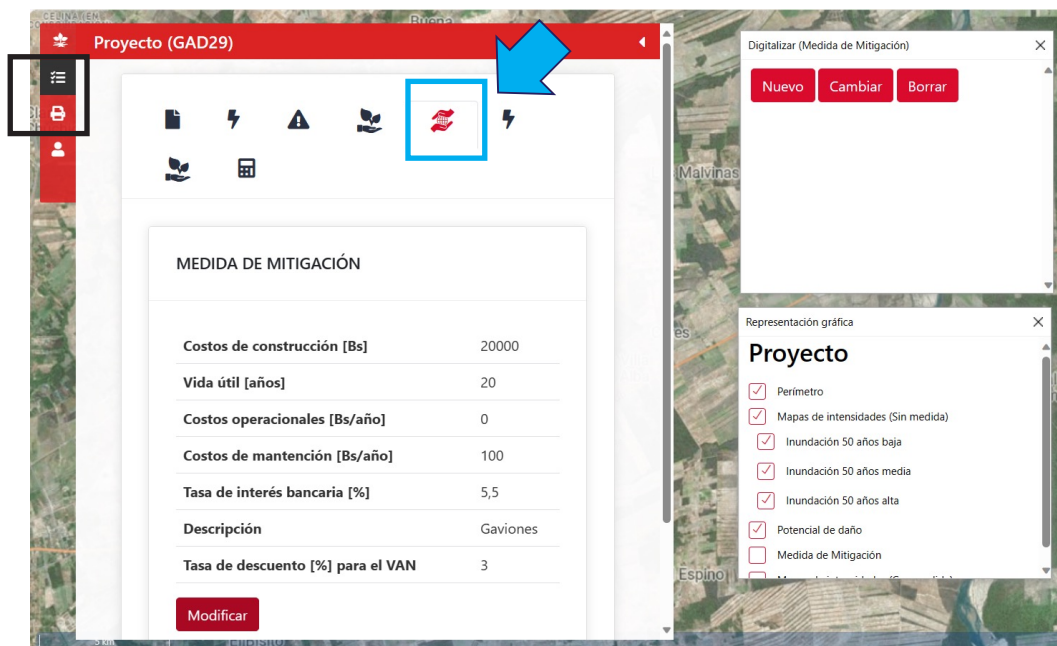 Buena
Proyecto (GAD29)
MEDIDA DE MITIGACIÓN
Costos de construcción [Bs] 20000
Vida útil [años] 20
Costos operacionales [Bs/año] 0
Costos de mantención [Bs/año] 100
Tasa de interés bancaria [%] 5,5
Descripción Gaviones
Tasa de descuento [%] para el VAN 3
Modificar
Malvinas
Espino
Digitalizar (Medida de Mitigación)
Nuevo Cambiar Borrar
Representación gráfica
Proyecto
Perímetro
Mapas de intensidades (Sin medida)
Inundación 50 años baja
Inundación 50 años media
Inundación 50 años alta
Potencial de daño
Medida de Mitigación